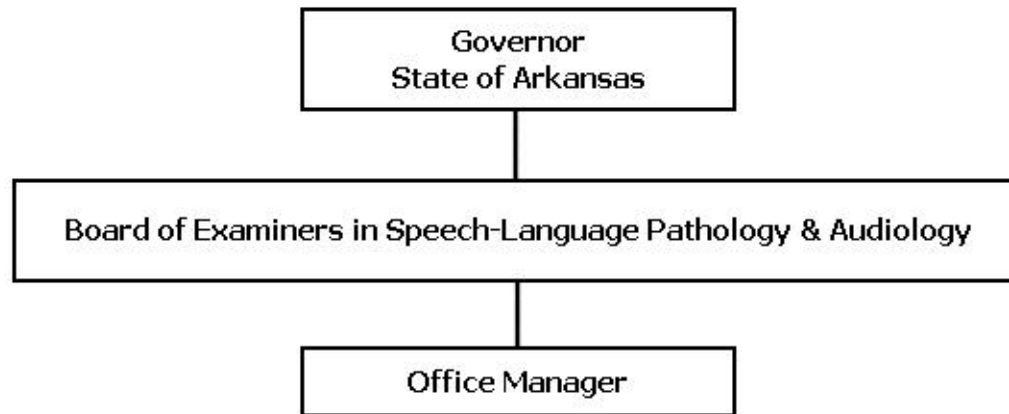 Governor
State of Arkansas
Board of Examiners in Speech-Language Pathology & Audiology
Office Manager